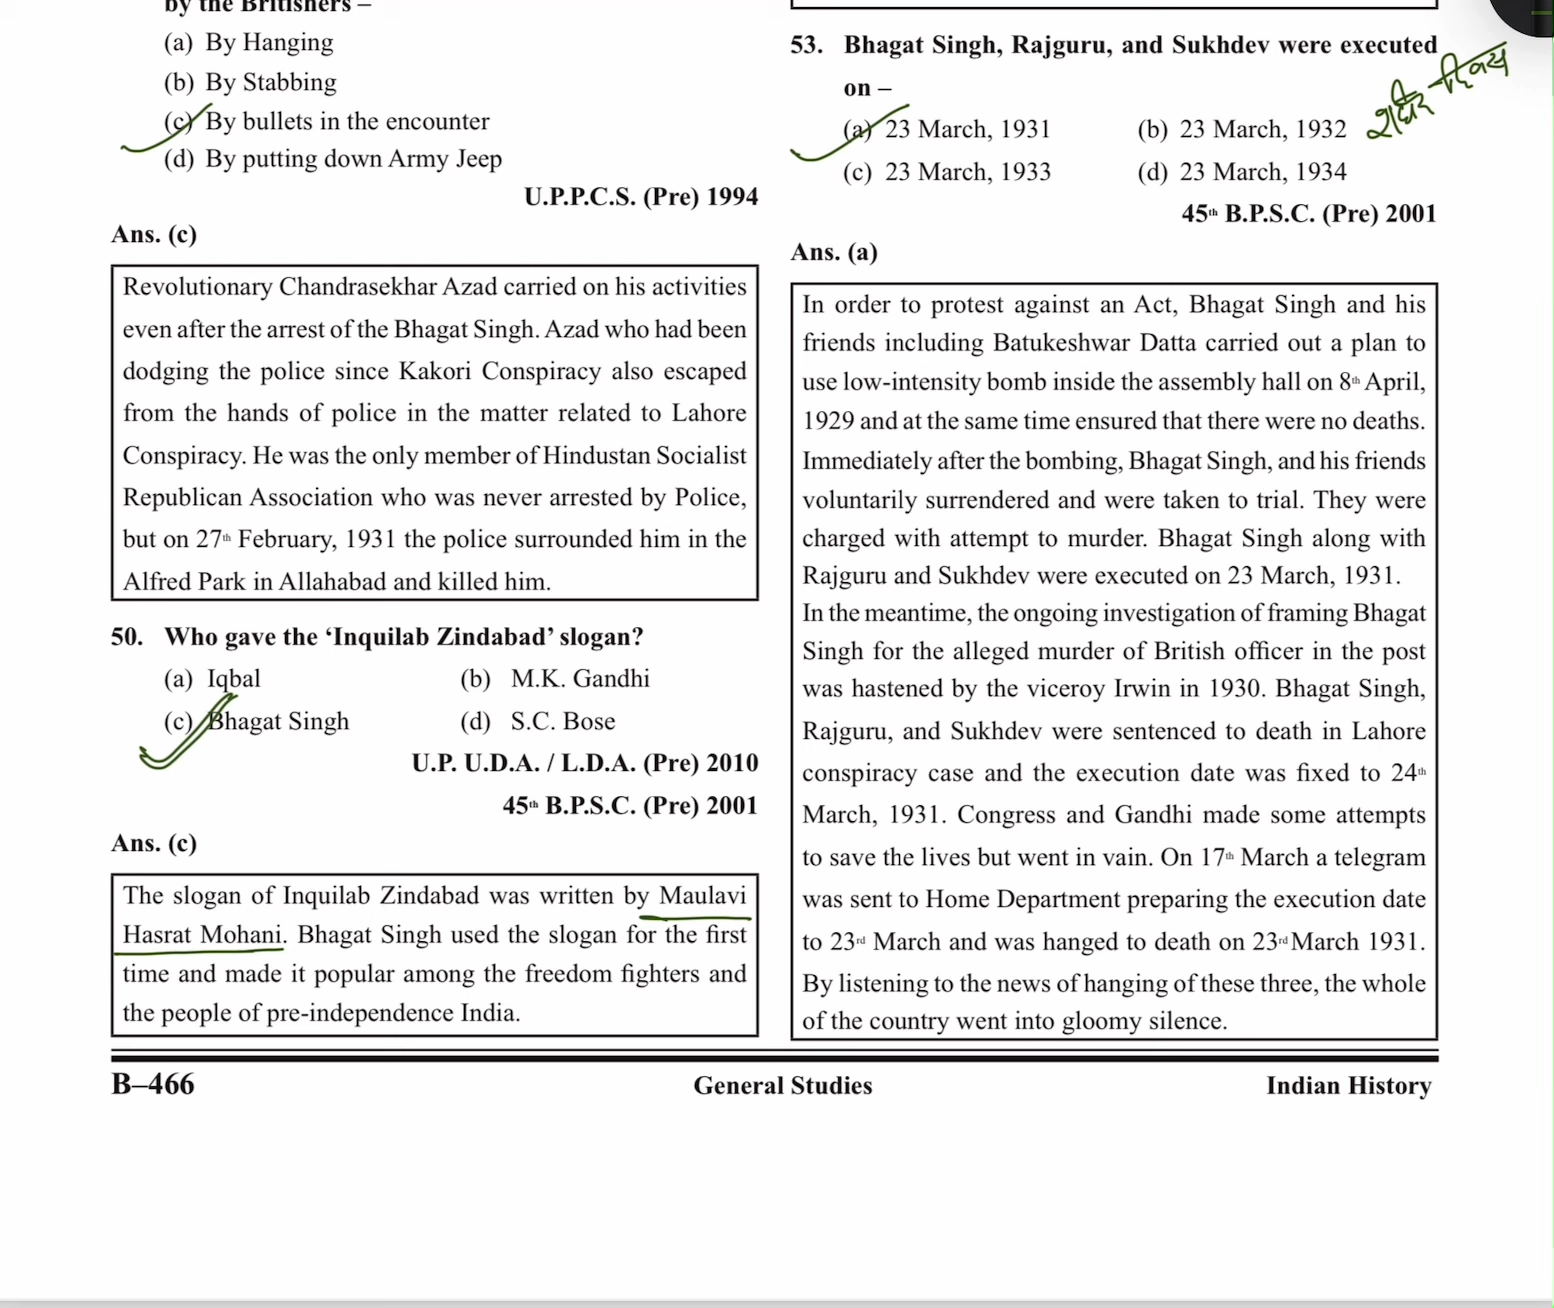 by the Britishers –
(a) By Hanging
(b) By Stabbing
(c) By bullets in the encounter
(d) By putting down Army Jeep
U.P.P.C.S. (Pre) 1994
Ans. (c)
Revolutionary Chandrasekhar Azad carried on his activities
even after the arrest of the Bhagat Singh. Azad who had been
dodging the police since Kakori Conspiracy also escaped
from the hands of police in the matter related to Lahore
Conspiracy. He was the only member of Hindustan Socialist
Republican Association who was never arrested by Police,
but on 27th February, 1931 the police surrounded him in the
Alfred Park in Allahabad and killed him.
50. Who gave the ‘Inquilab Zindabad’ slogan?
(a) Iqbal (b) M.K. Gandhi
(c) Bhagat Singh (d) S.C. Bose
U.P. U.D.A. / L.D.A. (Pre) 2010
45th B.P.S.C. (Pre) 2001
Ans. (c)
The slogan of Inquilab Zindabad was written by Maulavi
Hasrat Mohani. Bhagat Singh used the slogan for the first
time and made it popular among the freedom fighters and
the people of pre-independence India.
53. Bhagat Singh, Rajguru, and Sukhdev were executed
on –
(a) 23 March, 1931 (b) 23 March, 1932
(c) 23 March, 1933 (d) 23 March, 1934
शहीद दिवस
45th B.P.S.C. (Pre) 2001
Ans. (a)
In order to protest against an Act, Bhagat Singh and his
friends including Batukeshwar Datta carried out a plan to
use low-intensity bomb inside the assembly hall on 8th April,
1929 and at the same time ensured that there were no deaths.
Immediately after the bombing, Bhagat Singh, and his friends
voluntarily surrendered and were taken to trial. They were
charged with attempt to murder. Bhagat Singh along with
Rajguru and Sukhdev were executed on 23 March, 1931.
In the meantime, the ongoing investigation of framing Bhagat
Singh for the alleged murder of British officer in the post
was hastened by the viceroy Irwin in 1930. Bhagat Singh,
Rajguru, and Sukhdev were sentenced to death in Lahore
conspiracy case and the execution date was fixed to 24th
March, 1931. Congress and Gandhi made some attempts
to save the lives but went in vain. On 17th March a telegram
was sent to Home Department preparing the execution date
to 23rd March and was hanged to death on 23rd March 1931.
By listening to the news of hanging of these three, the whole
of the country went into gloomy silence.
B–466 General Studies Indian History